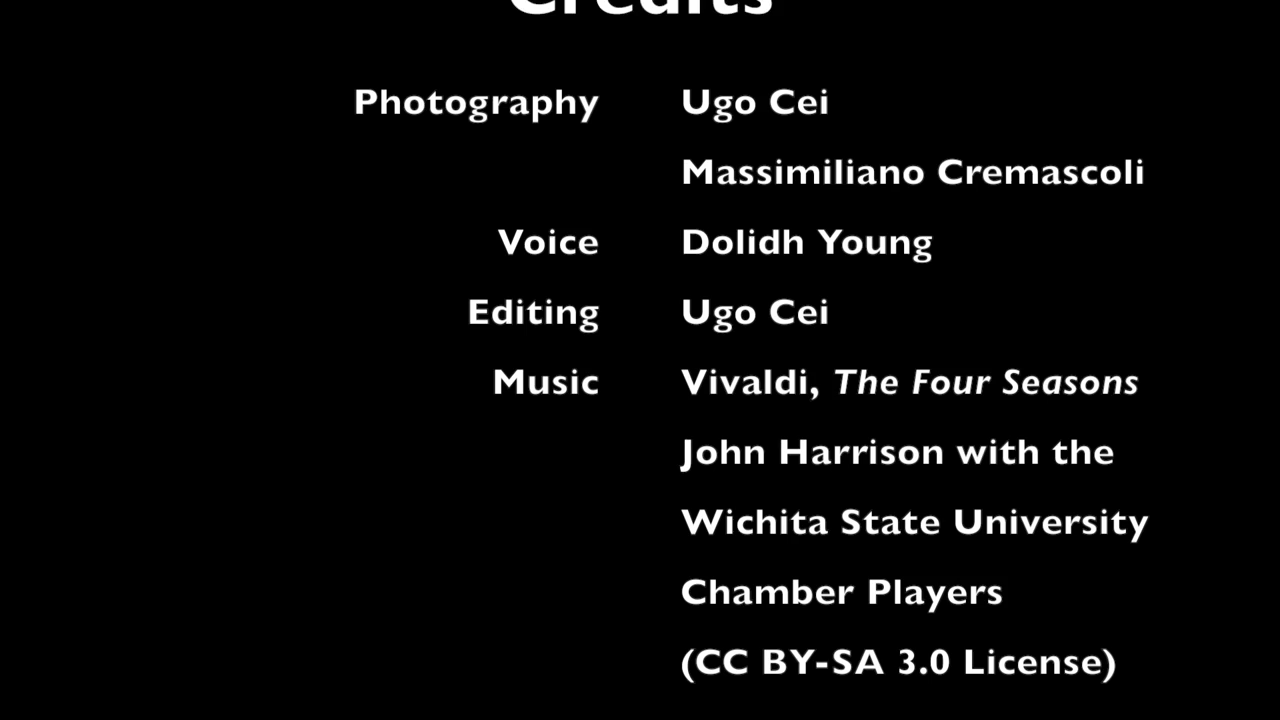 Credits
Photography Ugo Cei
Massimiliano Cremascoli
Voice Dolidh Young
Editing Ugo Cei
Music Vivaldi, The Four Seasons
John Harrison with the
Wichita State University
Chamber Players
(CC BY-SA 3.0 License)